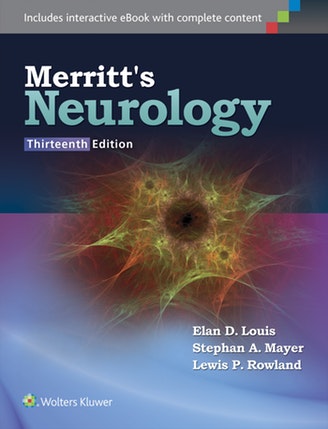 Includes interactive eBook with complete content
Merritt's
Neurology
Thirteenth Edition
Elan D. Louis
Stephan A. Mayer
Lewis P. Rowland
Wolters Kluwer